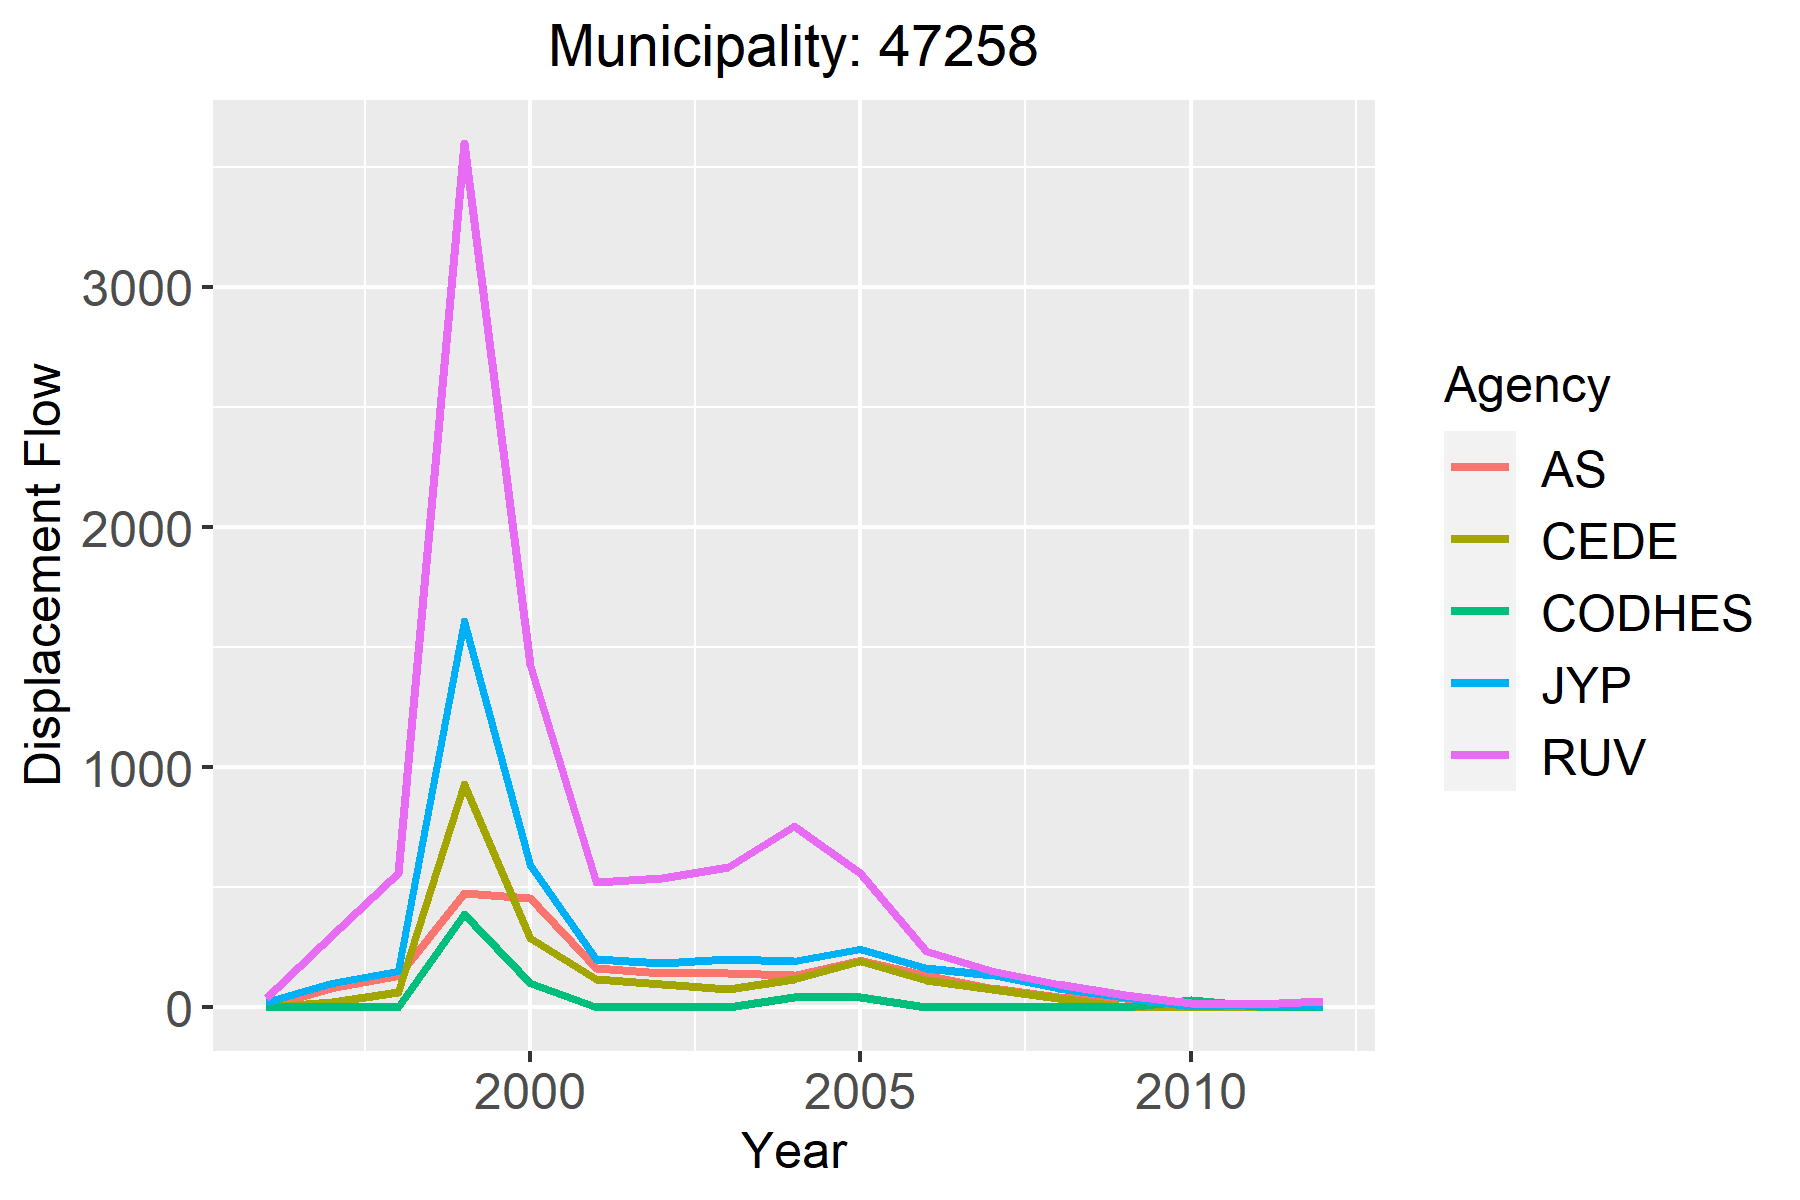 Municipality: 47258
Displacement Flow
3000
2000
1000
0
2000 2005 2010
Year
Agency
AS
CEDE
CODHES
JYP
RUV